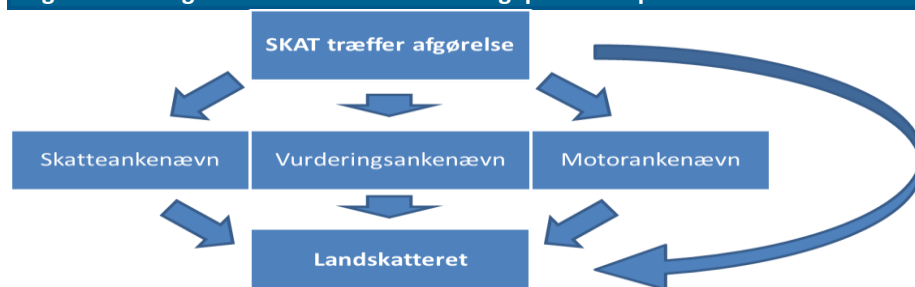 SKAT træffer afgørelse
Skatteankenævn Vurderingsankenævn Motorankenævn
Landskatteret